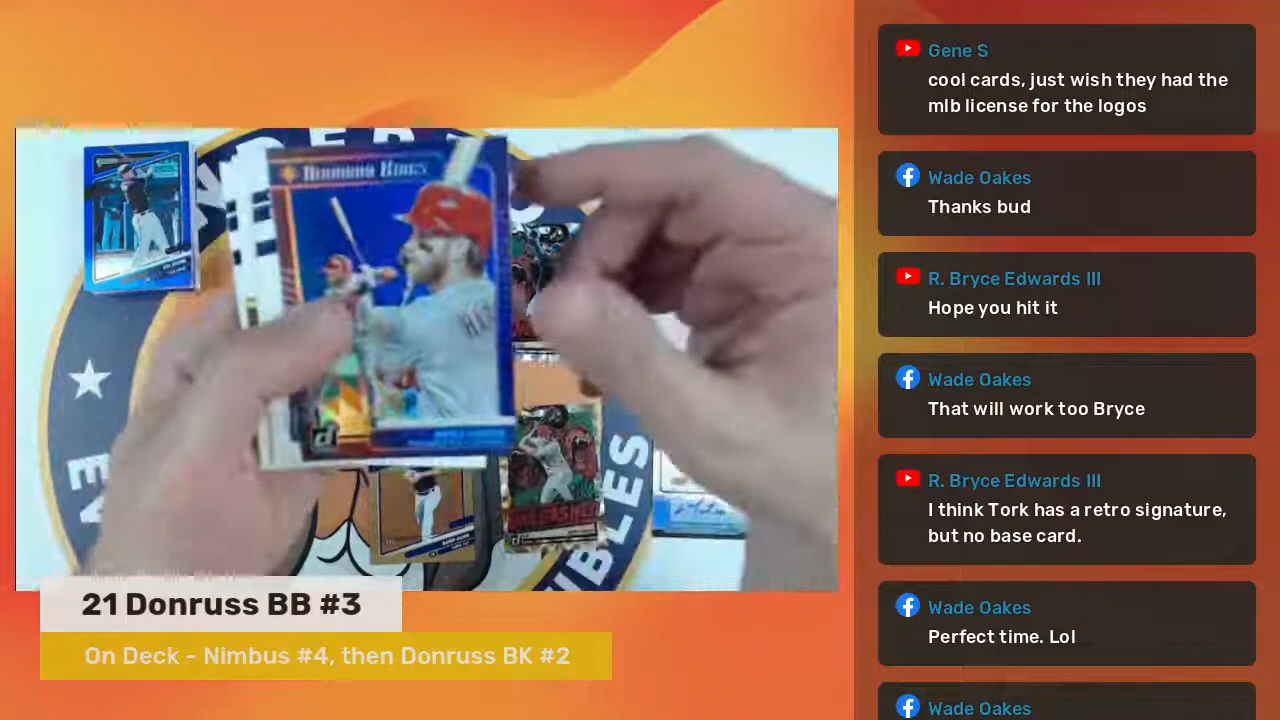 DIAMOND KINGS
UNLEASHED
21 Donruss BB #3
On Deck - Nimbus #4, then Donruss BK #2
Gene S
cool cards, just wish they had the
mlb license for the logos
Wade Oakes
Thanks bud
R. Bryce Edwards III
Hope you hit it
Wade Oakes
That will work too Bryce
R. Bryce Edwards III
I think Tork has a retro signature,
but no base card.
Wade Oakes
Perfect time. Lol
Wade Oakes